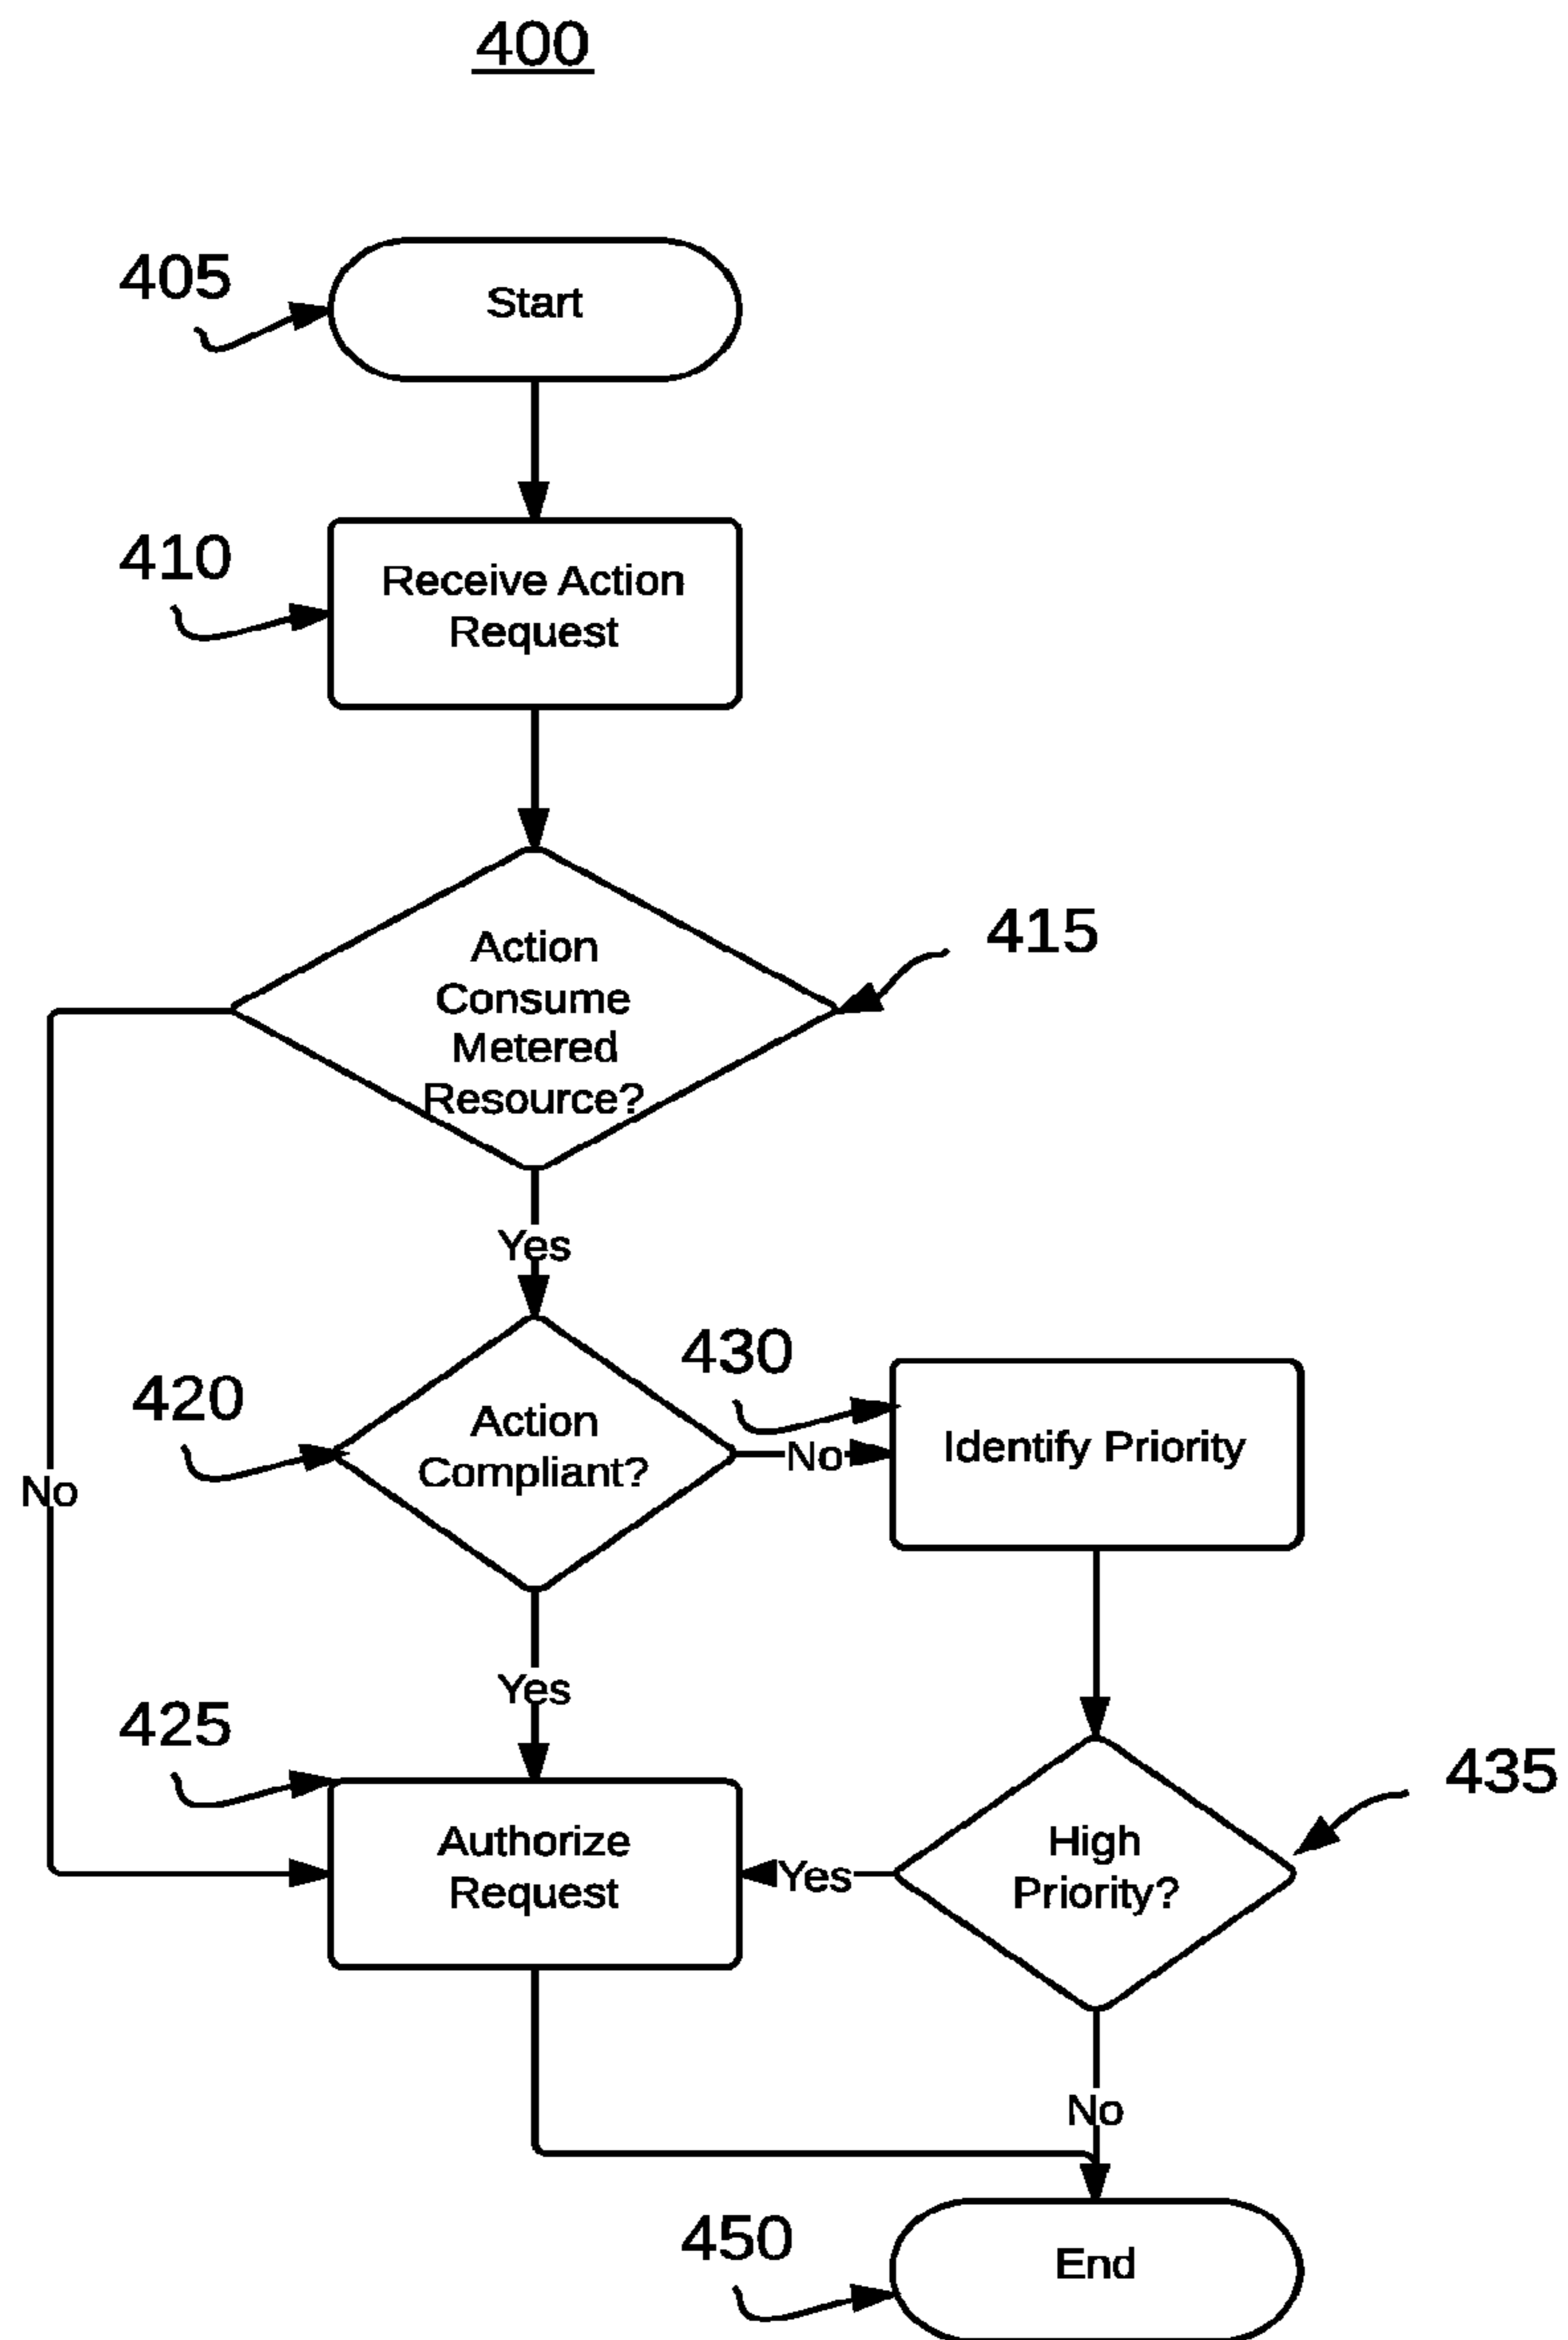 400
405
Start
410
Receive Action
Request
415
Action
Consume
Metered
Resource?
Yes
430
420
Action
Compliant?
No
Identify Priority
No
Yes
425
435
Authorize
Request
Yes
High
Priority?
No
450
End